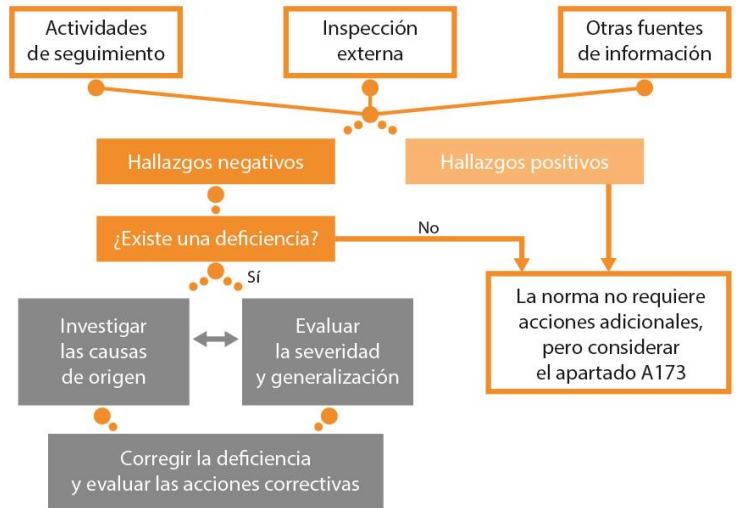 Actividades
de seguimiento
Inspección
externa
Otras fuentes
de información
Hallazgos negativos
Hallazgos positivos
¿Existe una deficiencia?
No
Sí
Investigar
las causas
de origen
Evaluar
la severidad
y generalización
La norma no requiere
acciones adicionales,
pero considerar
el apartado A173
Corregir la deficiencia
y evaluar las acciones correctivas